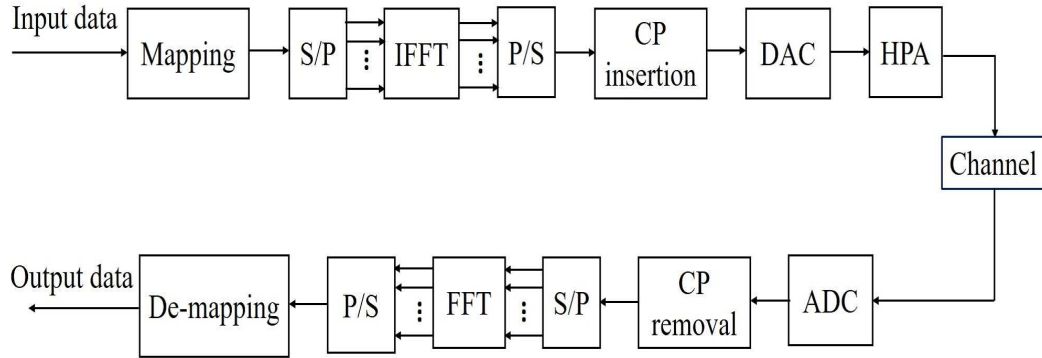 Input data
Mapping
S/P
IFFT
P/S
CP
insertion
DAC
HPA
Channel
Output data
De-mapping
P/S
FFT
S/P
CP
removal
ADC